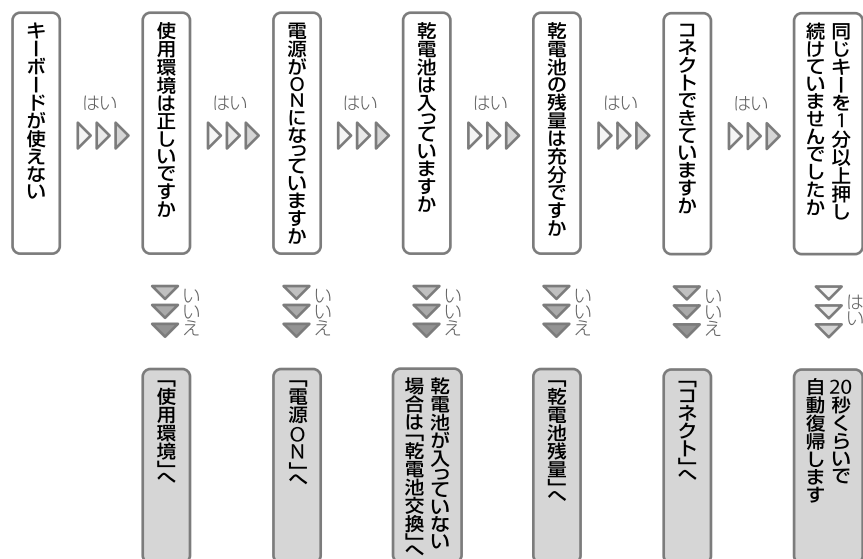 キーボードが使えない
はい
使用環境は正しいですか
はい
電源がONになっていますか
はい
乾電池は入っていますか
はい
乾電池の残量は充分ですか
はい
コネクトできていますか
はい
同じキーを1分以上押し
続けていませんでしたか
いいえ
いいえ
いいえ
いいえ
いいえ
はい
「使用環境」へ
「電源ON」へ
乾電池が入っていない
場合は「乾電池交換」へ
「乾電池残量」へ
「コネクト」へ
20秒くらいで
自動復帰します